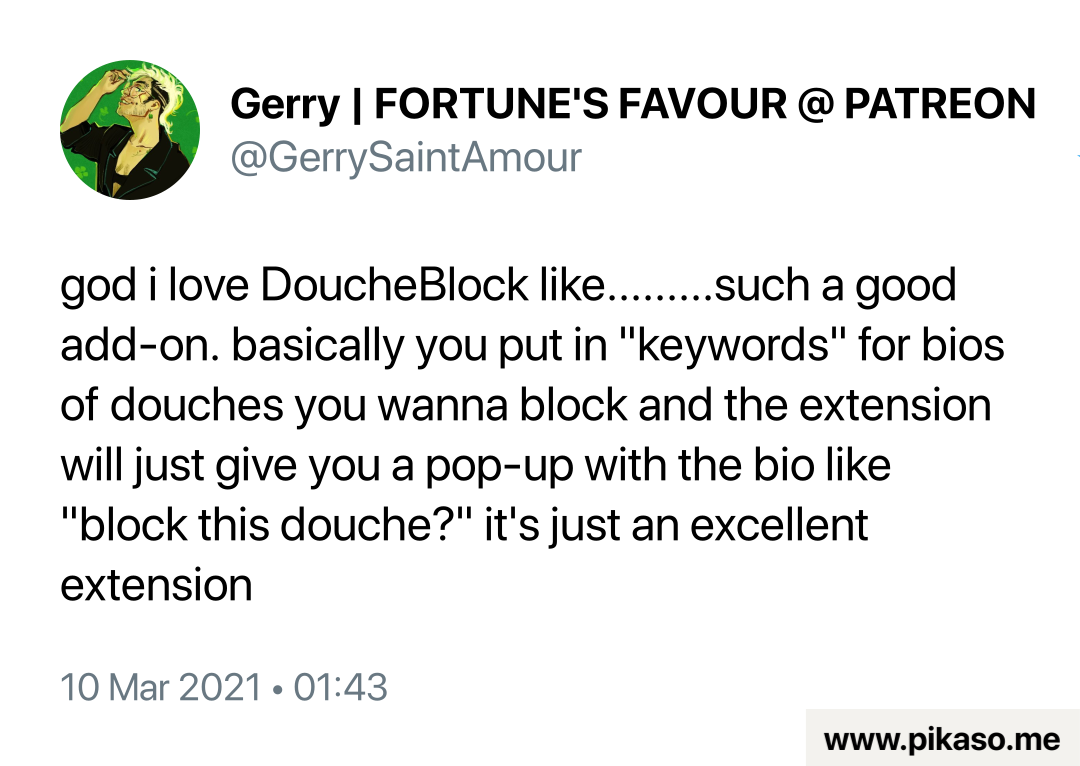 Gerry | FORTUNE'S FAVOUR @ PATREON
@GerrySaintAmour
god i love DoucheBlock like.........such a good
add-on. basically you put in "keywords" for bios
of douches you wanna block and the extension
will just give you a pop-up with the bio like
"block this douche?" it's just an excellent
extension
10 Mar 2021 • 01:43
www.pikaso.me